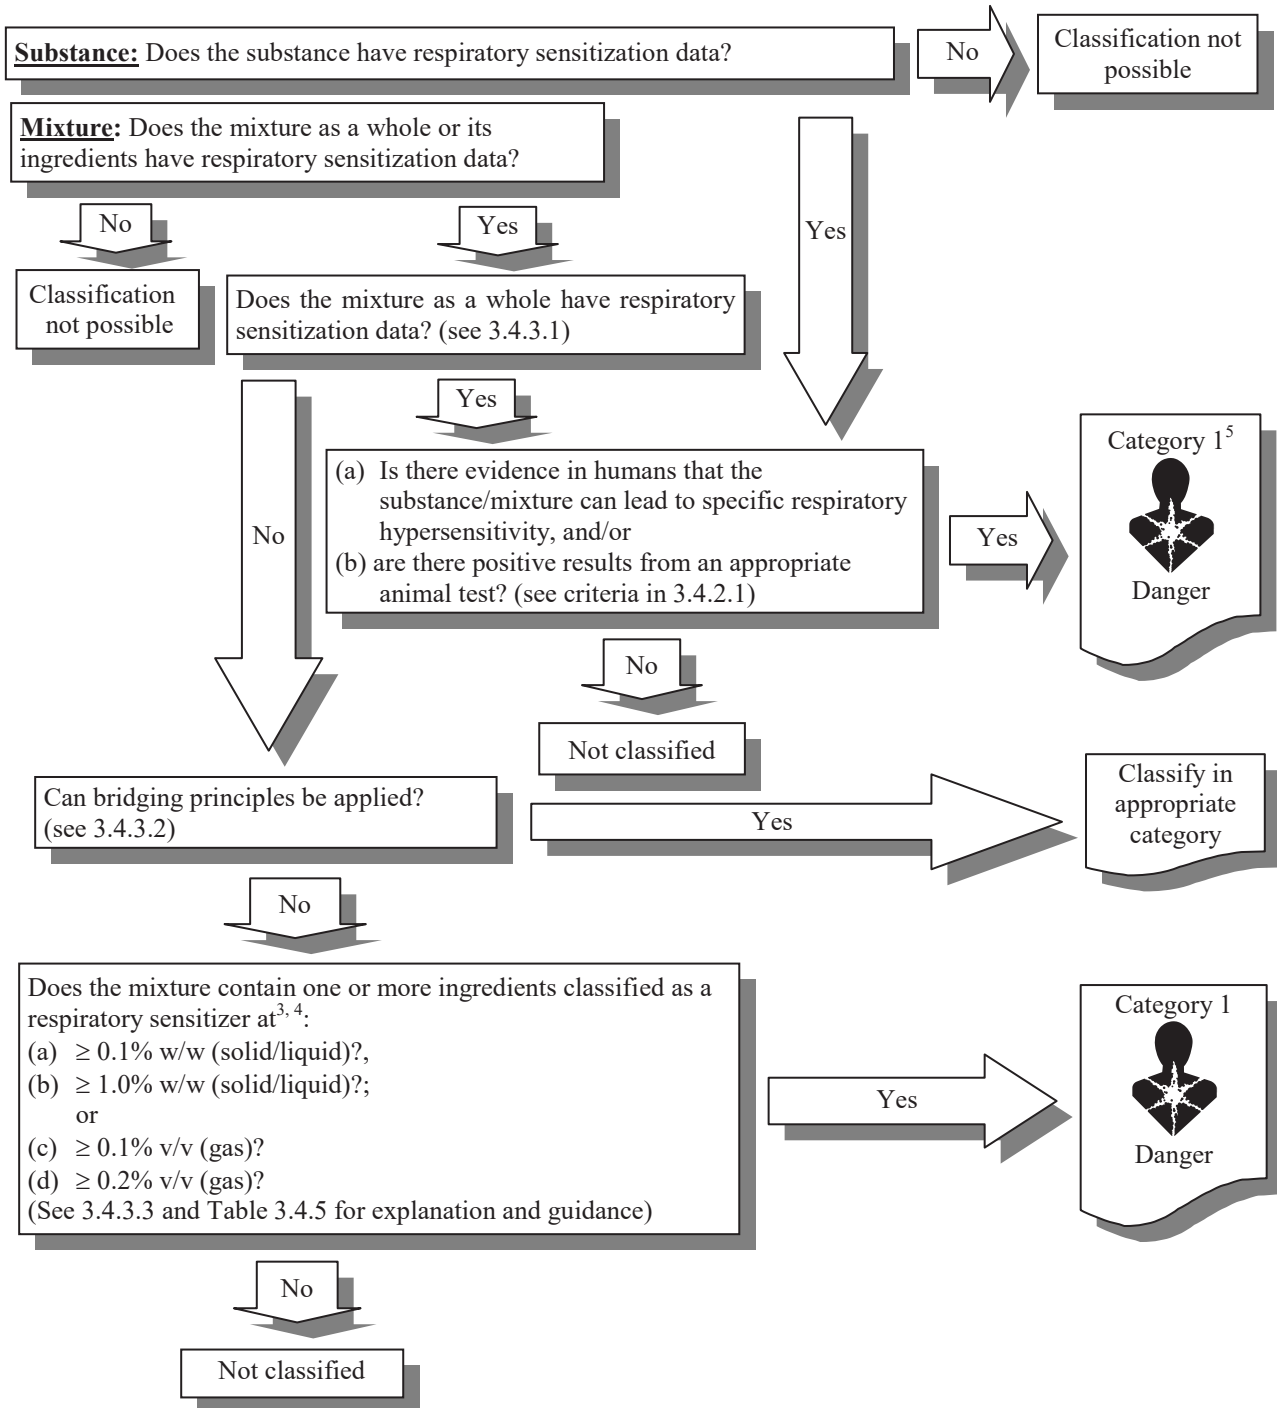 Substance: Does the substance have respiratory sensitization data?
No
Classification not
possible
Mixture: Does the mixture as a whole or its
ingredients have respiratory sensitization data?
No
Yes
Yes
Classification
not possible
Does the mixture as a whole have respiratory
sensitization data? (see 3.4.3.1)
Yes
No
(a) Is there evidence in humans that the
substance/mixture can lead to specific respiratory
hypersensitivity, and/or
(b) are there positive results from an appropriate
animal test? (see criteria in 3.4.2.1)
Yes
Category 1⁵
Danger
No
Not classified
Can bridging principles be applied?
(see 3.4.3.2)
Yes
Classify in
appropriate
category
No
Does the mixture contain one or more ingredients classified as a
respiratory sensitizer at³, ⁴:
(a) ≥ 0.1% w/w (solid/liquid)?,
(b) ≥ 1.0% w/w (solid/liquid)?;
or
(c) ≥ 0.1% v/v (gas)?
(d) ≥ 0.2% v/v (gas)?
(See 3.4.3.3 and Table 3.4.5 for explanation and guidance)
Yes
Category 1
Danger
No
Not classified